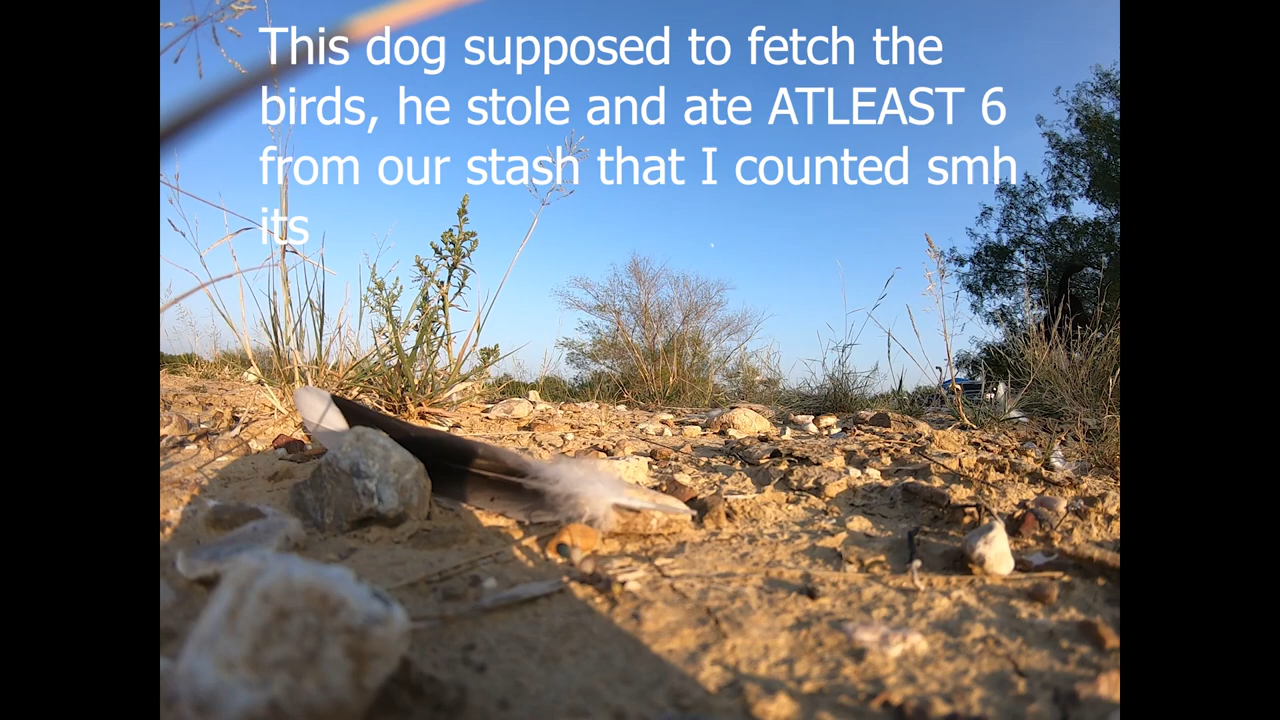 This dog supposed to fetch the
birds, he stole and ate ATLEAST 6
from our stash that I counted smh
its